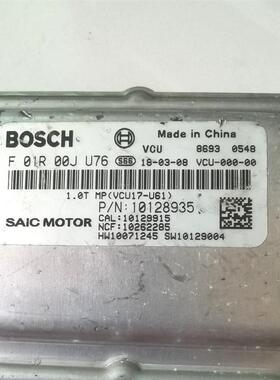 BOSCH
Made in China
VCU 8693 0548
F 01R 00J U76 S66 18-03-08 VCU-000-00
1.0T MP(VCU17-U61)
P/N:10128935
SAIC MOTOR
CAL:10129915
NCF:10262285
HW10071245 SW10129004